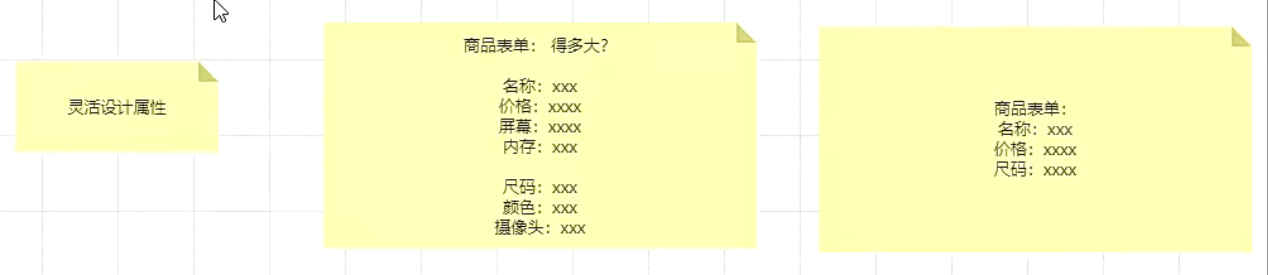 灵活设计属性
商品表单： 得多大？
名称：xxx
价格：xxxx
屏幕：xxxx
内存：xxx
尺码：xxx
颜色：xxx
摄像头：xxx
商品表单：
名称：xxx
价格：xxxx
尺码：xxxx